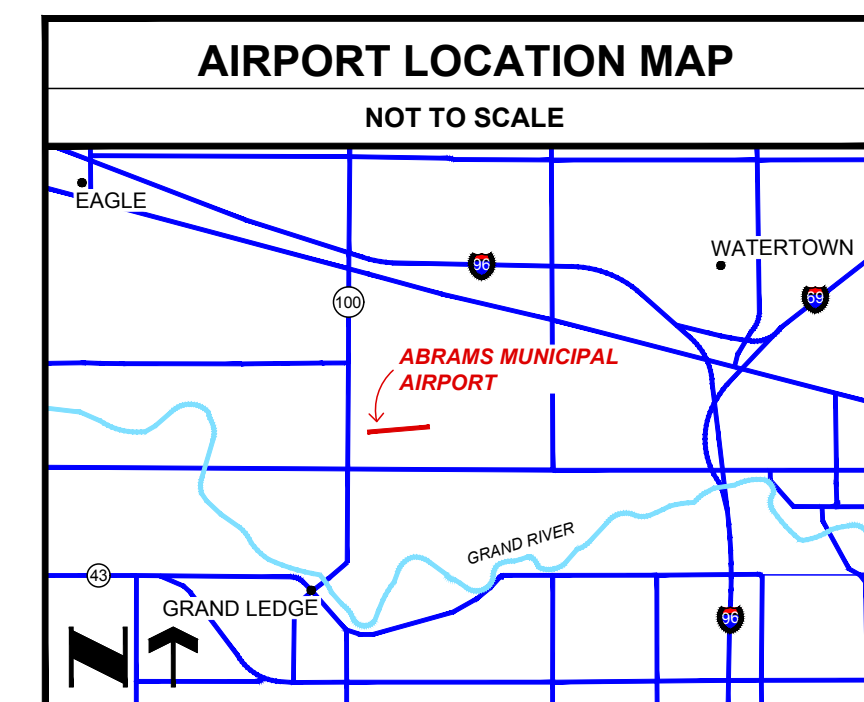 AIRPORT LOCATION MAP
NOT TO SCALE
EAGLE
WATERTOWN
96
69
100
ABRAMS MUNICIPAL
AIRPORT
GRAND RIVER
43
GRAND LEDGE
96
N